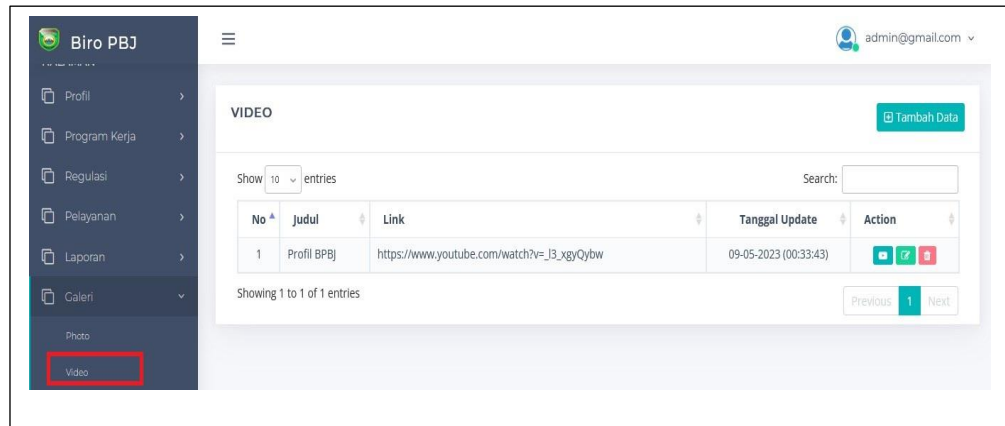 Biro PBJ
admin@gmail.com
HALAMAN
Profil
Program Kerja
Regulasi
Pelayanan
Laporan
Galeri
Photo
Video
VIDEO
Tambah Data
Show 10 entries
Search:
No Judul Link Tanggal Update Action
1 Profil BPBJ https://www.youtube.com/watch?v=_l3_xgyQybw 09-05-2023 (00:33:43)
Showing 1 to 1 of 1 entries
Previous 1 Next